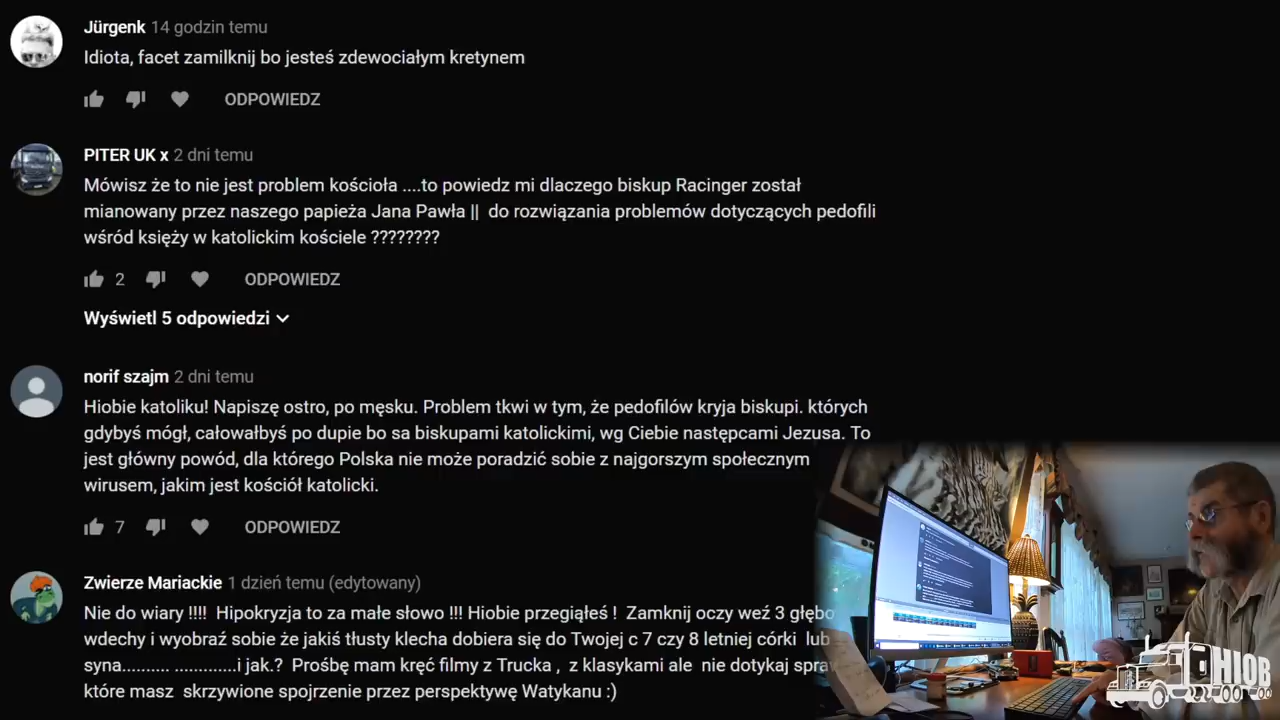 Jürgenk 14 godzin temu
Idiota, facet zamilknij bo jesteś zdewociałym kretynem
ODPOWIEDZ
PITER UK x 2 dni temu
Mówisz że to nie jest problem kościoła ....to powiedz mi dlaczego biskup Racinger został
mianowany przez naszego papieża Jana Pawła || do rozwiązania problemów dotyczących pedofili
wśród księży w katolickim kościele ????????
2 ODPOWIEDZ
Wyświetl 5 odpowiedzi
norif szajm 2 dni temu
Hiobie katoliku! Napiszę ostro, po męsku. Problem tkwi w tym, że pedofilów kryja biskupi. których
gdybyś mógł, całowałbyś po dupie bo sa biskupami katolickimi, wg Ciebie następcami Jezusa. To
jest główny powód, dla którego Polska nie może poradzić sobie z najgorszym społecznym
wirusem, jakim jest kościół katolicki.
7 ODPOWIEDZ
Zwierze Mariackie 1 dzień temu (edytowany)
Nie do wiary !!!! Hipokryzja to za małe słowo !!! Hiobie przegiąłeś ! Zamknij oczy weź 3 głębo
wdechy i wyobraź sobie że jakiś tłusty klecha dobiera się do Twojej c 7 czy 8 letniej córki lub
syna.......... ............i jak.? Prośbę mam kręć filmy z Trucka , z klasykami ale nie dotykaj spraw
które masz skrzywione spojrzenie przez perspektywę Watykanu :)
HIOB